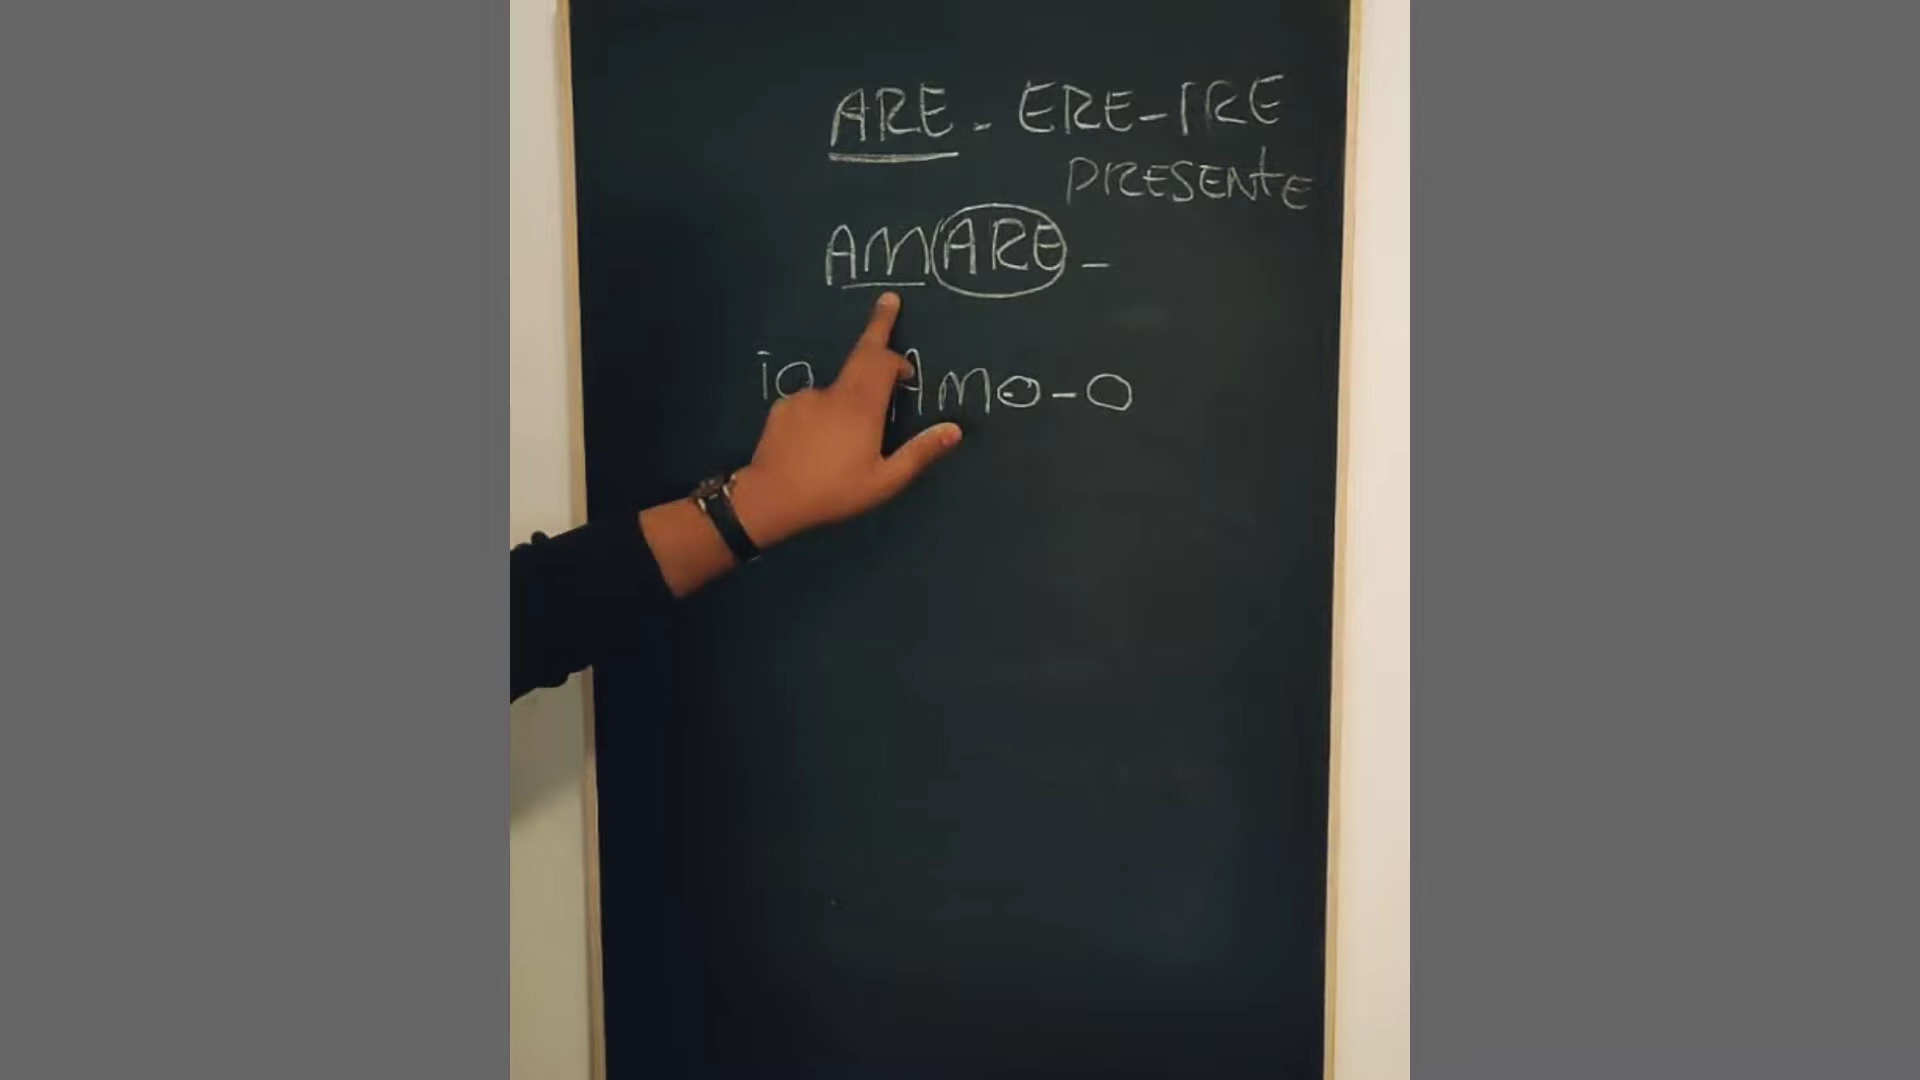 ARE - ERE - IRE
PRESENTE
AMARE -
io Amo - O